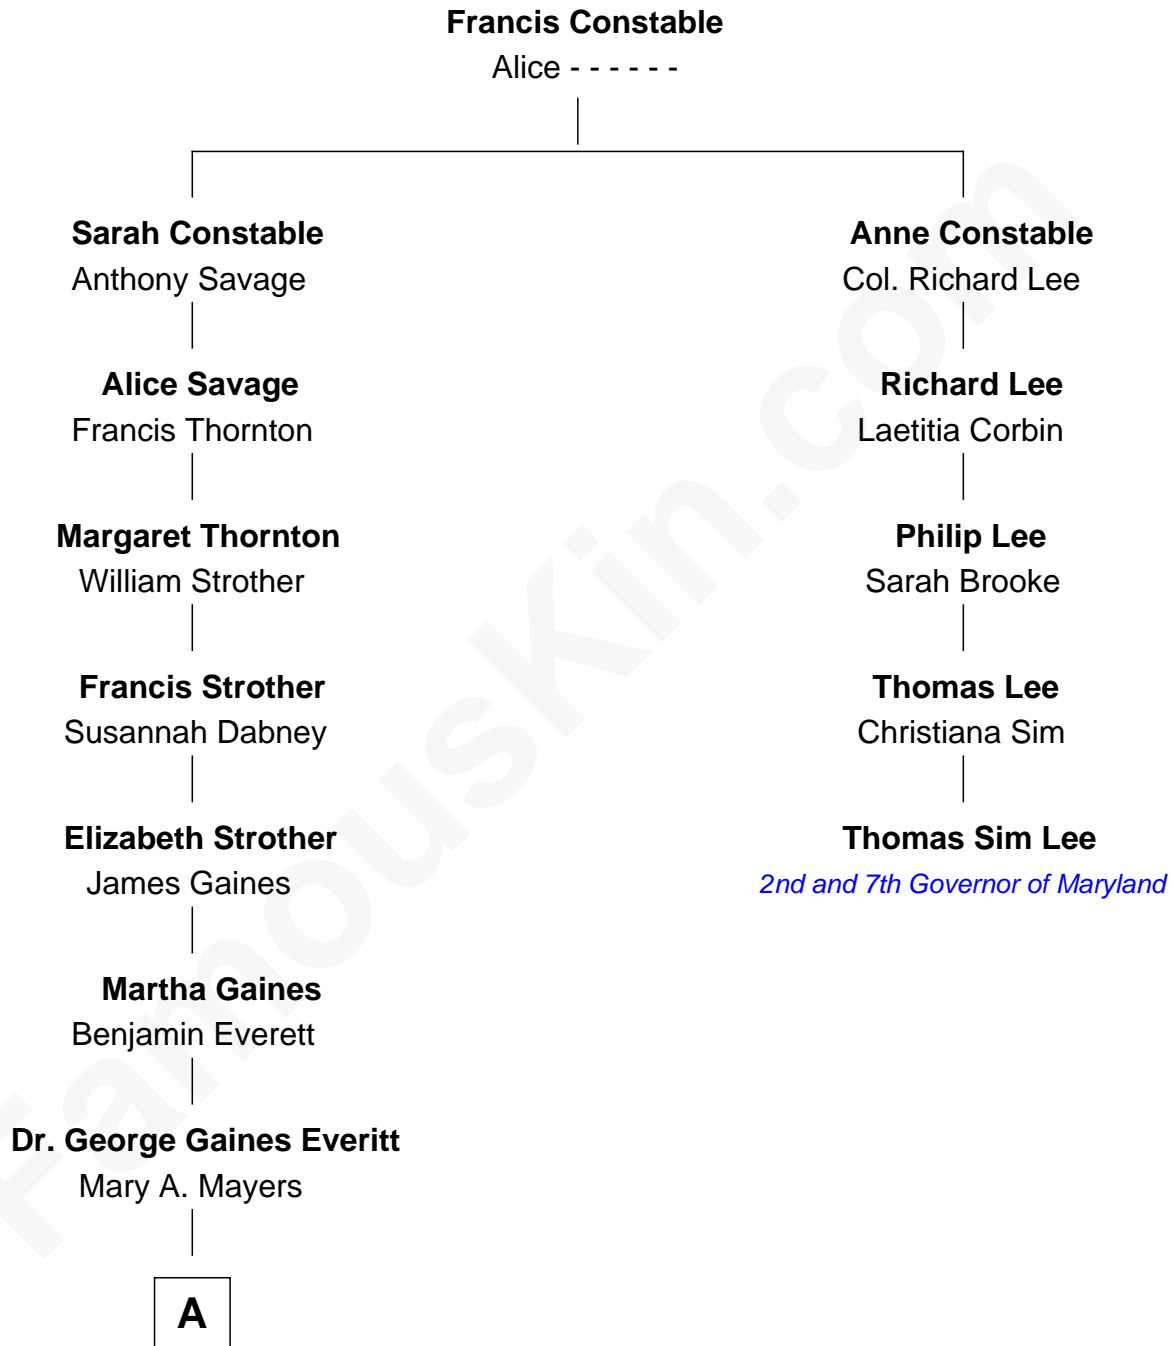 Francis Constable
Alice - - - - - -
Sarah Constable
Anthony Savage
Anne Constable
Col. Richard Lee
Alice Savage
Francis Thornton
Richard Lee
Laetitia Corbin
Margaret Thornton
William Strother
Philip Lee
Sarah Brooke
Francis Strother
Susannah Dabney
Thomas Lee
Christiana Sim
Elizabeth Strother
James Gaines
Thomas Sim Lee
2nd and 7th Governor of Maryland
Martha Gaines
Benjamin Everett
Dr. George Gaines Everitt
Mary A. Mayers
A
FamousKin.com